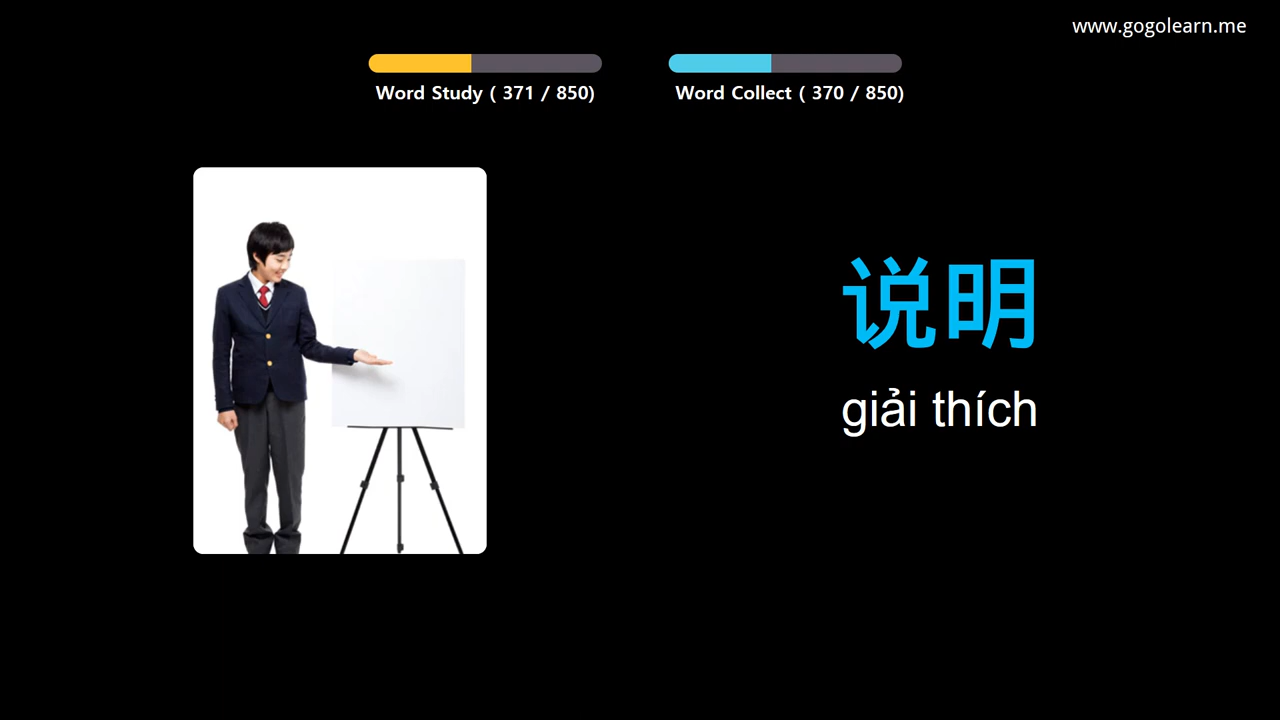 www.gogolearn.me
Word Study ( 371 / 850)
Word Collect ( 370 / 850)
说明
giải thích